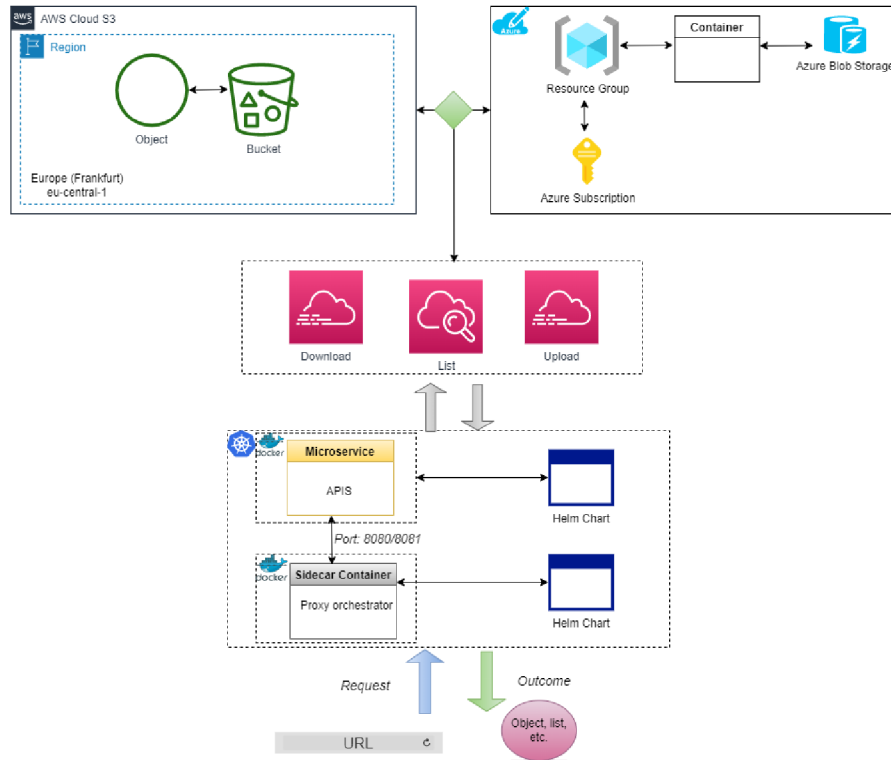 aws
AWS Cloud S3
Region
Object
Bucket
Europe (Frankfurt)
eu-central-1
Azure
Resource Group
Container
Azure Blob Storage
Azure Subscription
Download
List
Upload
docker
Microservice
APIS
Helm Chart
Port: 8080/8081
docker
Sidecar Container
Proxy orchestrator
Helm Chart
Request
Outcome
URL
Object, list,
etc.